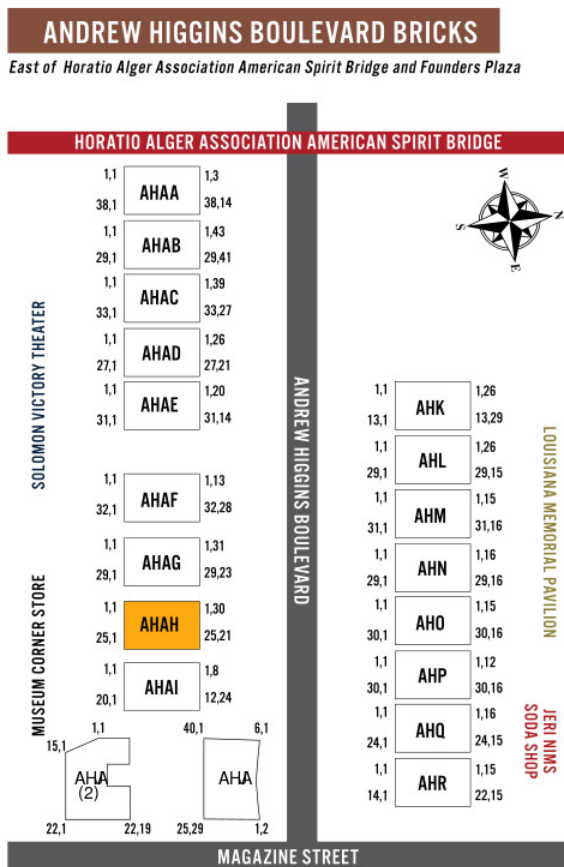 ANDREW HIGGINS BOULEVARD BRICKS
East of Horatio Alger Association American Spirit Bridge and Founders Plaza
HORATIO ALGER ASSOCIATION AMERICAN SPIRIT BRIDGE
W
N
S
E
1,1 AHAA 1,3
38,1 38,14
1,1 AHAB 1,43
29,1 29,41
1,1 AHAC 1,39
33,1 33,27
1,1 AHAD 1,26
27,1 27,21
1,1 AHAE 1,20
31,1 31,14
1,1 AHAF 1,13
32,1 32,28
1,1 AHAG 1,31
29,1 29,23
1,1 AHAH 1,30
25,1 25,21
1,1 AHAI 1,8
20,1 12,24
SOLOMON VICTORY THEATER
MUSEUM CORNER STORE
1,1
15,1
AHA
(2)
22,1 22,19
40,1 6,1
25,29 1,2
ANDREW HIGGINS BOULEVARD
1,1 AHK 1,26
13,1 13,29
1,1 AHL 1,26
29,1 29,15
1,1 AHM 1,15
31,1 31,16
1,1 AHN 1,16
29,1 29,16
1,1 AHO 1,15
30,1 30,16
1,1 AHP 1,12
30,1 30,16
1,1 AHQ 1,16
24,1 24,15
1,1 AHR 1,15
14,1 22,15
LOUISIANA MEMORIAL PAVILION
JERI NIMS
SODA SHOP
MAGAZINE STREET